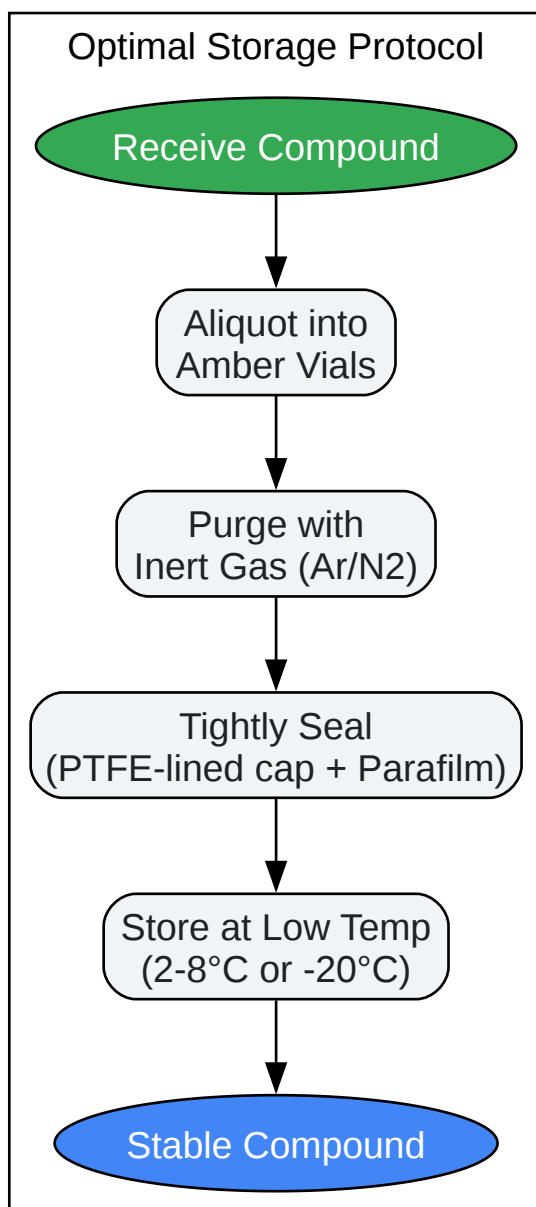 Optimal Storage Protocol
Receive Compound
Aliquot into
Amber Vials
Purge with
Inert Gas (Ar/N2)
Tightly Seal
(PTFE-lined cap + Parafilm)
Store at Low Temp
(2-8°C or -20°C)
Stable Compound